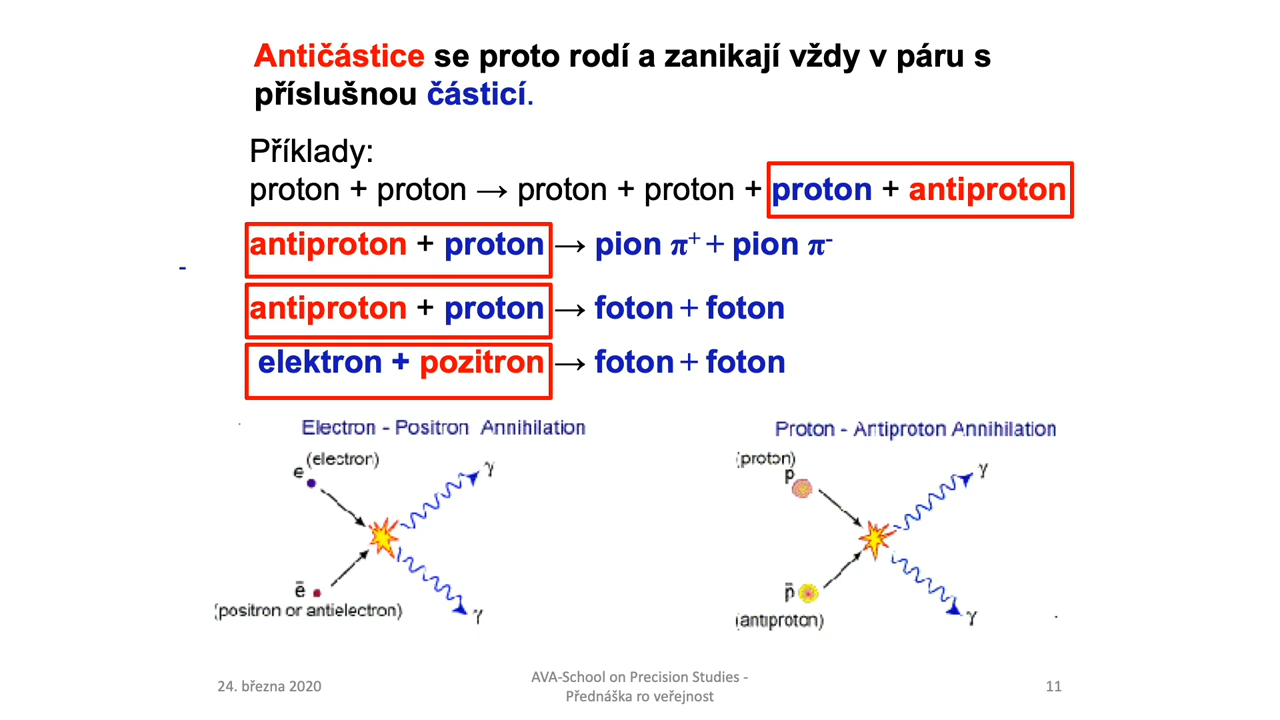 Antičástice se proto rodí a zanikají vždy v páru s
příslušnou částicí.
Příklady:
proton + proton → proton + proton + proton + antiproton
antiproton + proton → pion π⁺ + pion π⁻
-
antiproton + proton → foton + foton
elektron + pozitron → foton + foton
Electron - Positron Annihilation
(electron)
e
γ
ē
(positron or antielectron)
γ
Proton - Antiproton Annihilation
(proton)
p
γ
p̄
(antiproton)
γ
24. března 2020
AVA-School on Precision Studies -
Přednáška ro veřejnost
11